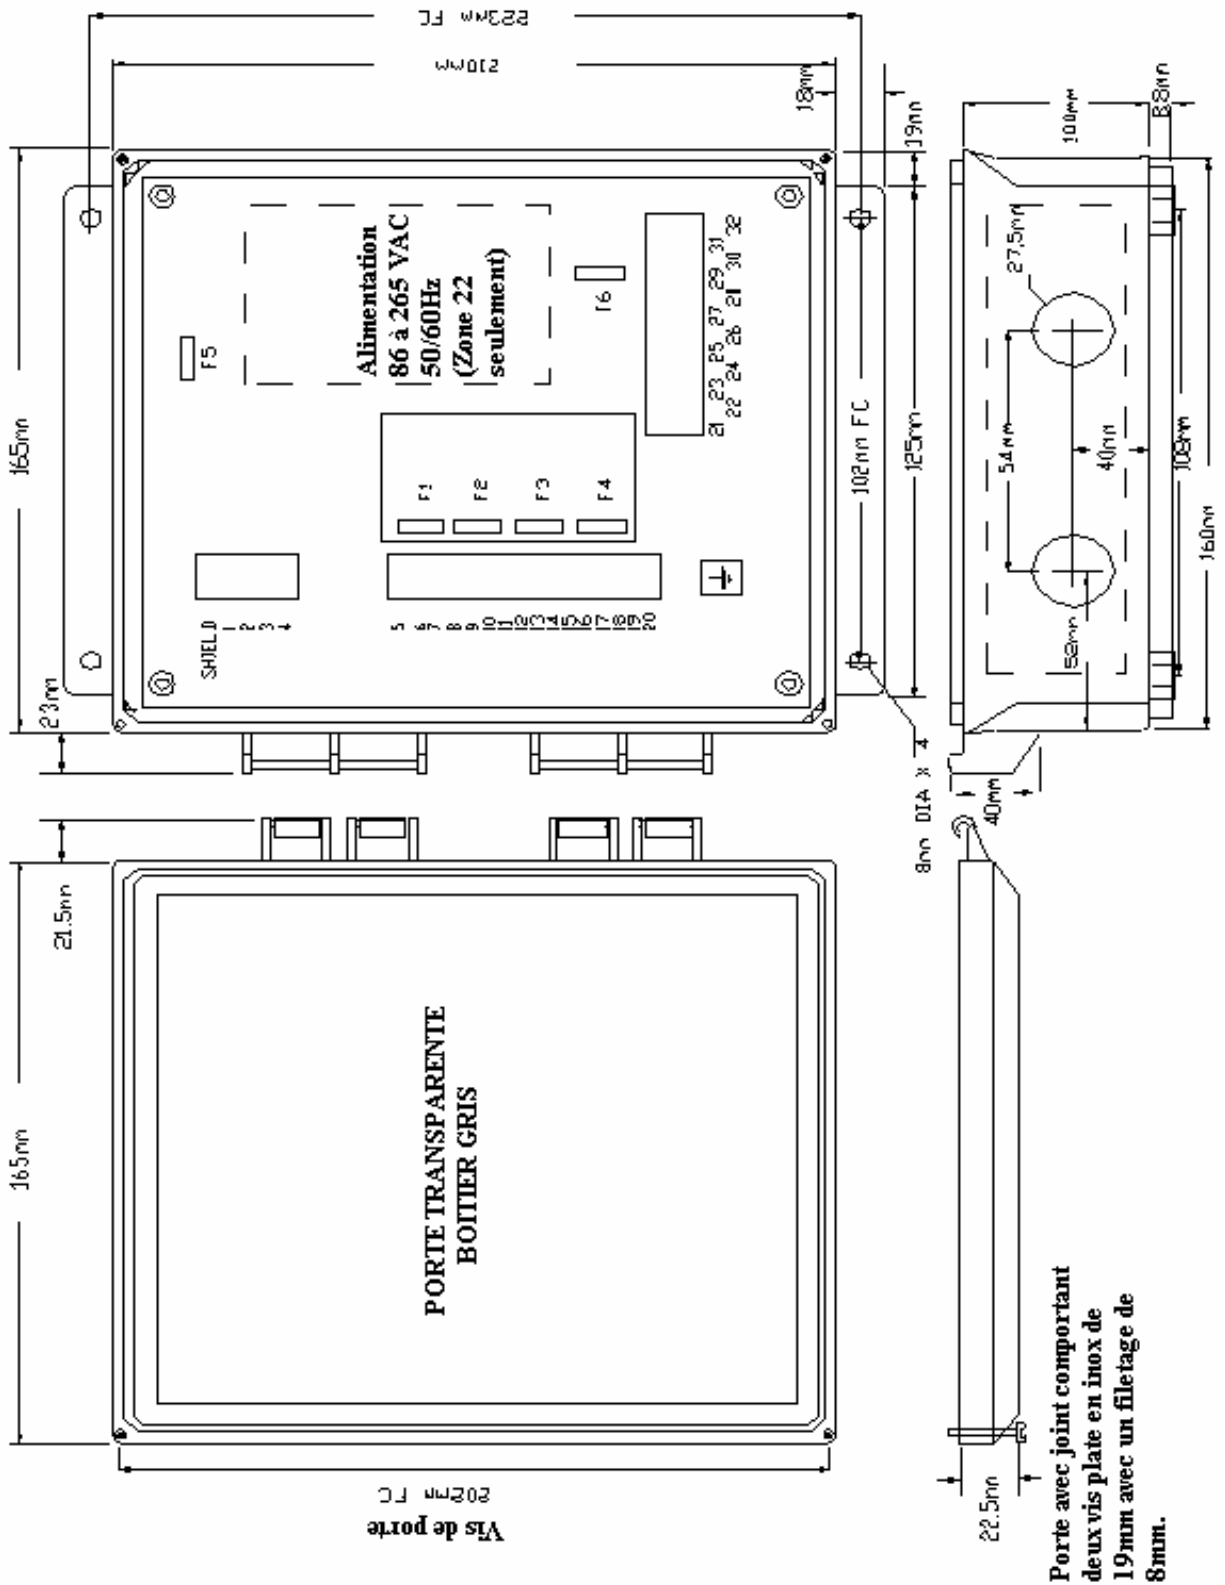 223mm FC
210mm
18mm
19mm
165mm
Alimentation
86 à 265 VAC
50/60Hz
(Zone 22
seulement)
F5
F6
F1
F2
F3
F4
SHIELD
1
2
3
4
5
6
7
8
9
10
11
12
13
14
15
16
17
18
19
20
21 23 25 27 29 31
22 24 26 21 30 32
102mm FC
125mm
23mm
8mm DIA X 4
100mm
8.8mm
27.5mm
54mm
40mm
108mm
52mm
160mm
40mm
21.5mm
165mm
PORTE TRANSPARENTE
BOITIER GRIS
202mm FC
Vis de porte
22.5mm
Porte avec joint comportant
deux vis plate en inox de
19mm avec un filetage de
8mm.